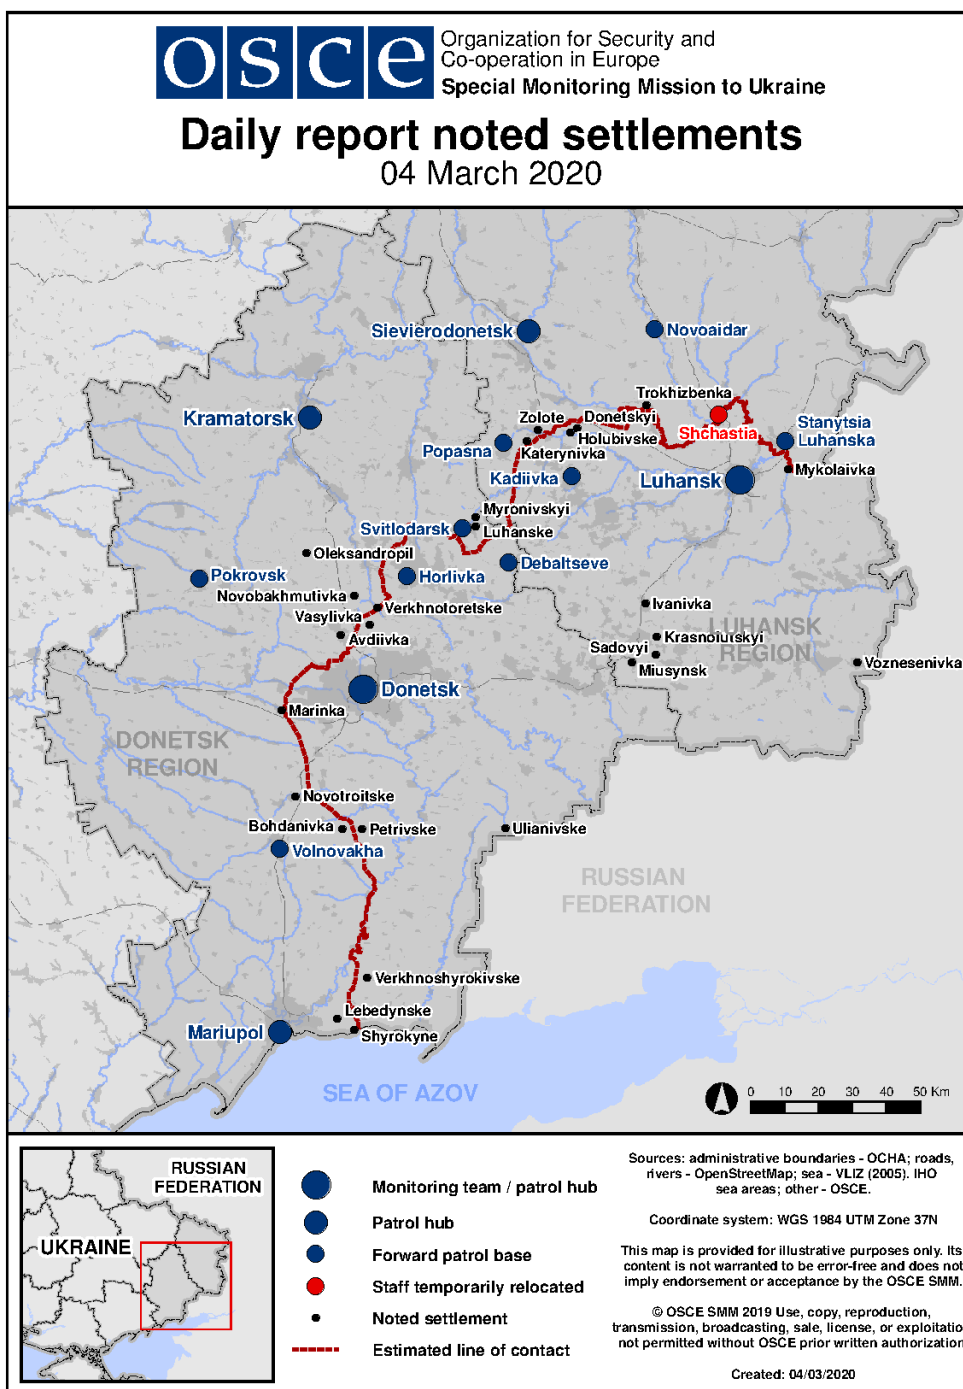 osce
Organization for Security and
Co-operation in Europe
Special Monitoring Mission to Ukraine
Daily report noted settlements
04 March 2020
Sievierodonetsk
Novoaidar
Trokhizbenka
Kramatorsk
Zolote
Donetskyi
Shchastia
Stanytsia
Luhanska
Popasna
Holubivske
Katerynivka
Kadiivka
Luhansk
Mykolaivka
Myronivskyi
Svitlodarsk
Luhanske
Oleksandropil
Debaltseve
Pokrovsk
Horlivka
Novobakhmutivka
Verkhnotoretske
Ivanivka
Vasylivka
Avdiivka
LUHANSK
REGION
Krasnoluskyi
Sadovyi
Miusynsk
Voznesenivka
Donetsk
Marinka
DONETSK
REGION
Novotroitske
Bohdanivka
Petrivske
Ulianivske
Volnovakha
RUSSIAN
FEDERATION
Verkhnoshyrokivske
Lebedynske
Mariupol
Shyrokyne
SEA OF AZOV
0 10 20 30 40 50 Km
RUSSIAN
FEDERATION
UKRAINE
Monitoring team / patrol hub
Patrol hub
Forward patrol base
Staff temporarily relocated
Noted settlement
Estimated line of contact
Sources: administrative boundaries - OCHA; roads,
rivers - OpenStreetMap; sea - VLIZ (2005). IHO
sea areas; other - OSCE.
Coordinate system: WGS 1984 UTM Zone 37N
This map is provided for illustrative purposes only. Its
content is not warranted to be error-free and does not
imply endorsement or acceptance by the OSCE SMM.
© OSCE SMM 2019 Use, copy, reproduction,
transmission, broadcasting, sale, license, or exploitatio
not permitted without OSCE prior written authorization
Created: 04/03/2020